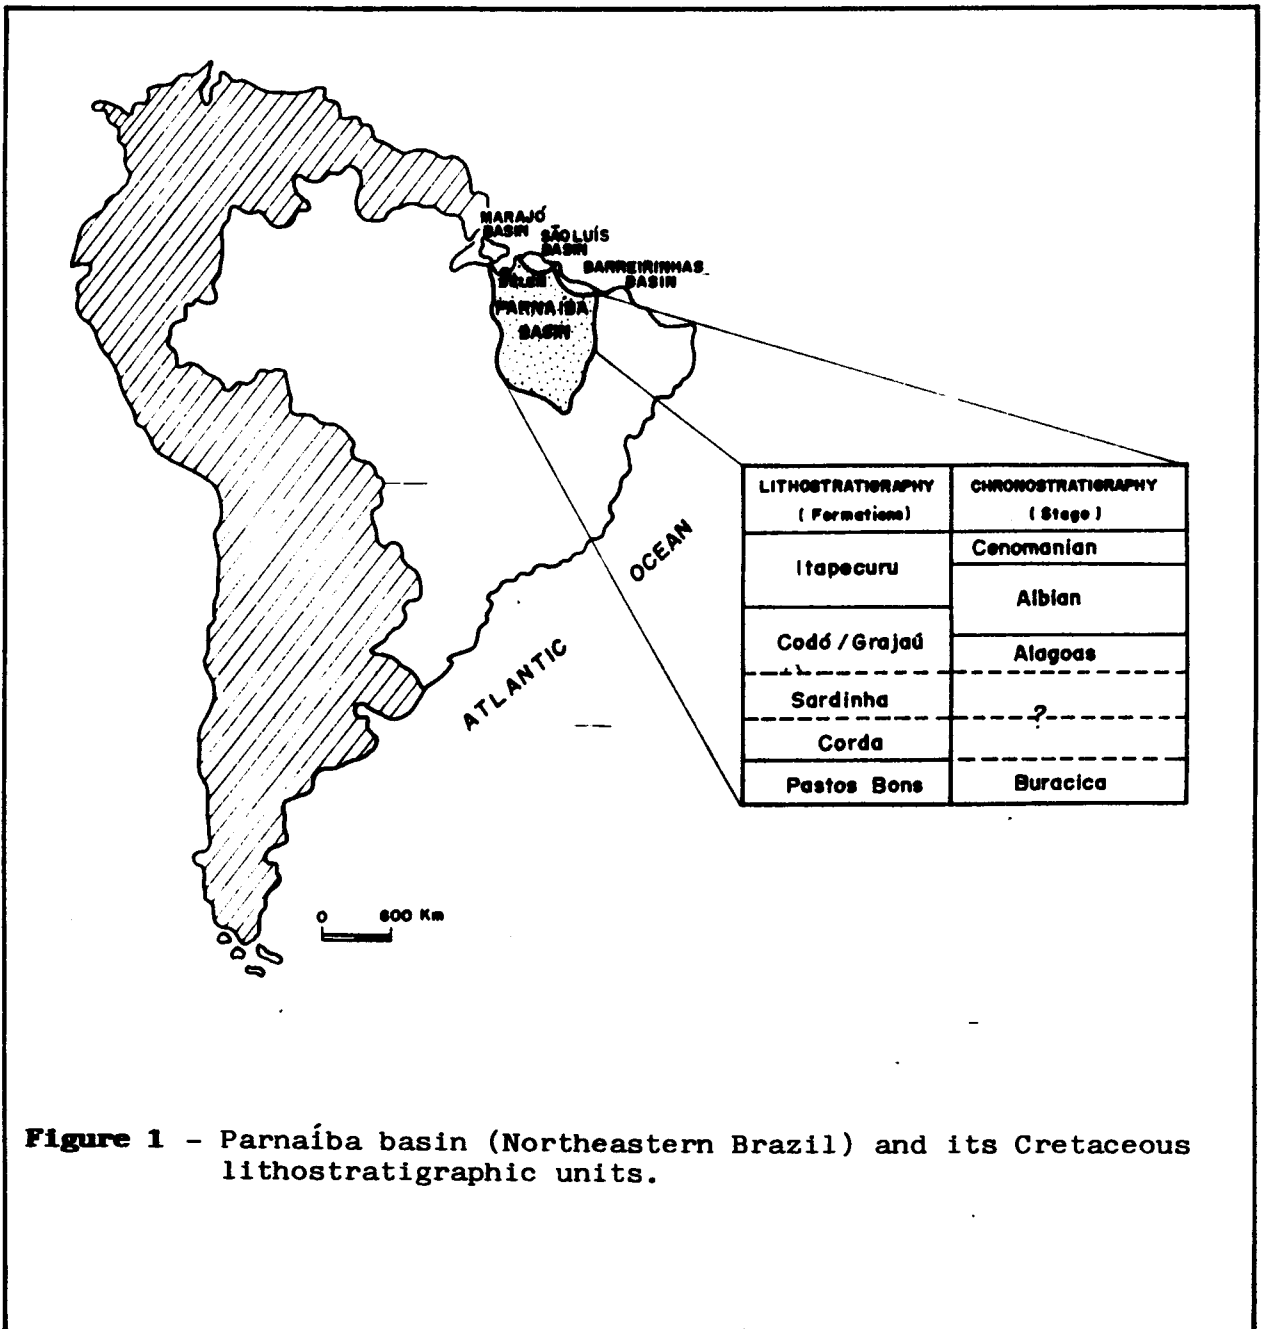 MARAJÓ
BASIN
SÃO LUÍS
BASIN
BARREIRINHAS
BASIN
BELEM
PARNAÍBA
BASIN
LITHOSTRATIGRAPHY
(Formations)
CHRONOSTRATIGRAPHY
(Stage)
Itapecuru
Cenomanian
Albian
Codó / Grajaú
Alagoas
Sardinha
?
Corda
Pastos Bons
Buracica
ATLANTIC OCEAN
0 600 Km
Figure 1 - Parnaíba basin (Northeastern Brazil) and its Cretaceous
lithostratigraphic units.